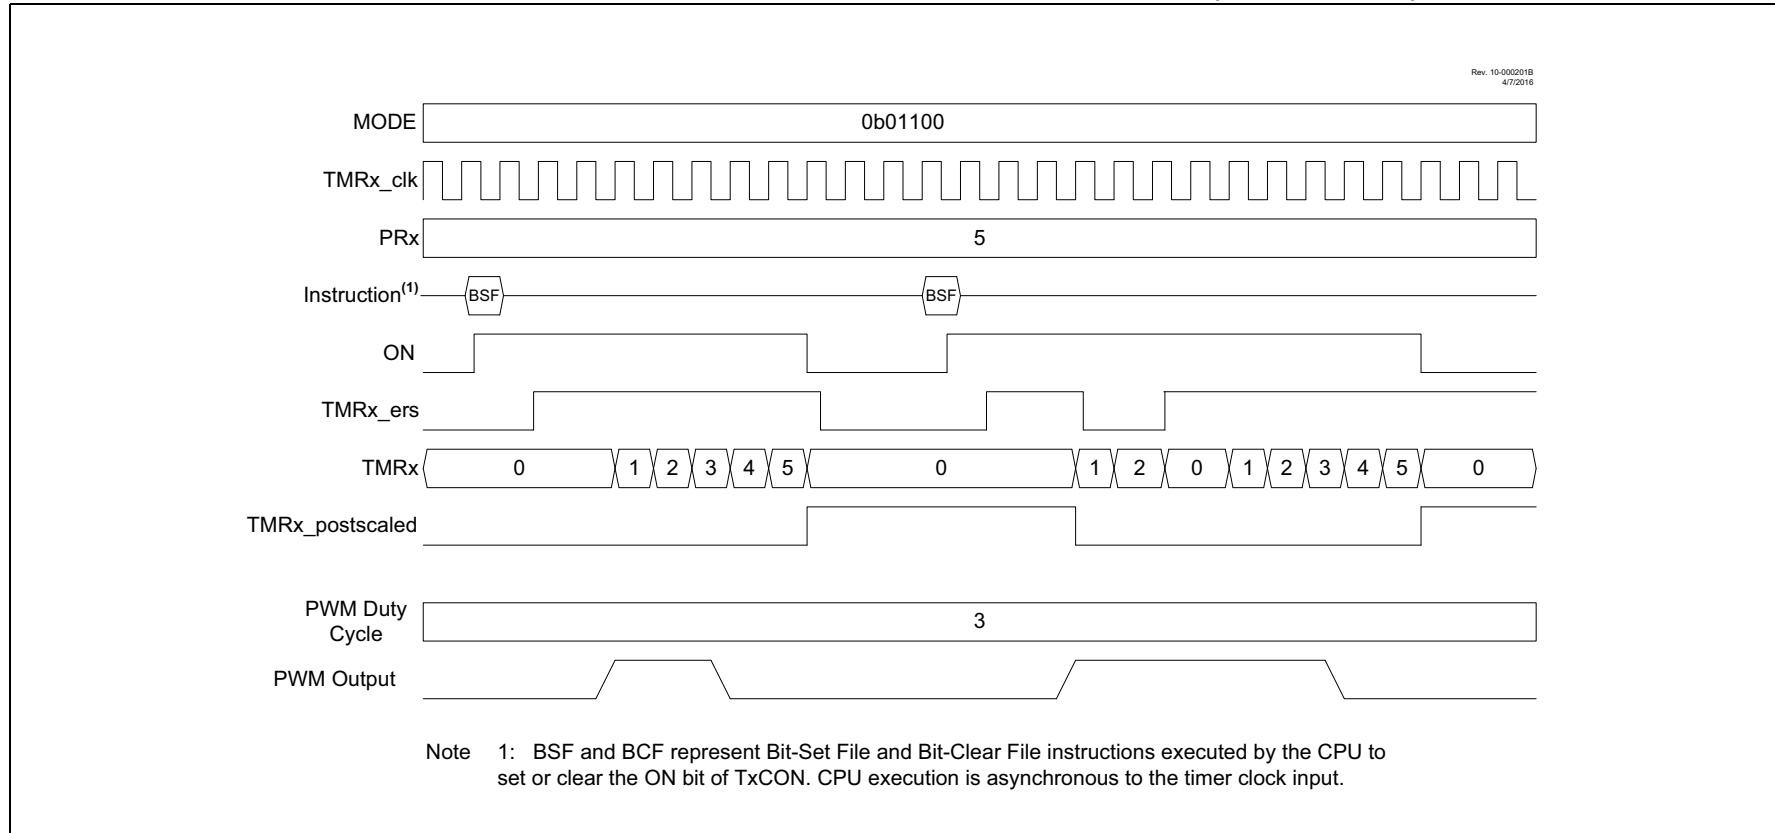 Rev. 10-000201B
4/7/2016
MODE 0b01100
TMRx_clk
PRx 5
Instruction(1) BSF BSF
ON
TMRx_ers
TMRx 0 1 2 3 4 5 0 1 2 0 1 2 3 4 5 0
TMRx_postscaled
PWM Duty
Cycle 3
PWM Output
Note 1: BSF and BCF represent Bit-Set File and Bit-Clear File instructions executed by the CPU to
set or clear the ON bit of TxCON. CPU execution is asynchronous to the timer clock input.